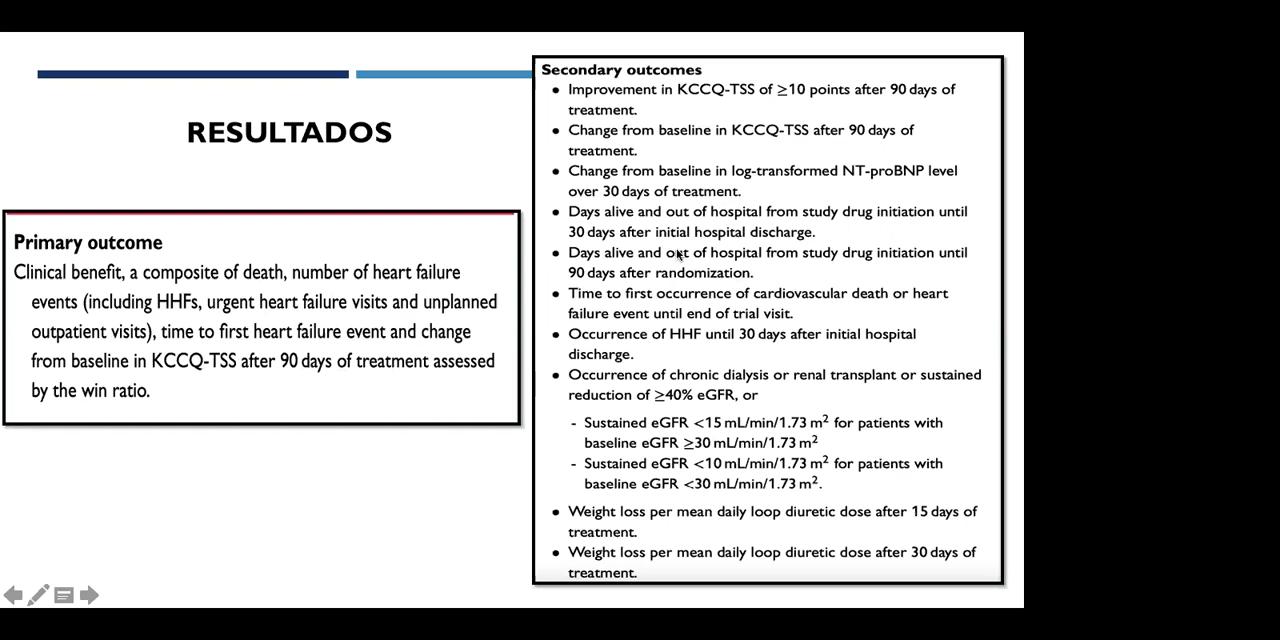 RESULTADOS
Primary outcome
Clinical benefit, a composite of death, number of heart failure
events (including HHFs, urgent heart failure visits and unplanned
outpatient visits), time to first heart failure event and change
from baseline in KCCQ-TSS after 90 days of treatment assessed
by the win ratio.
Secondary outcomes
• Improvement in KCCQ-TSS of ≥10 points after 90 days of
treatment.
• Change from baseline in KCCQ-TSS after 90 days of
treatment.
• Change from baseline in log-transformed NT-proBNP level
over 30 days of treatment.
• Days alive and out of hospital from study drug initiation until
30 days after initial hospital discharge.
• Days alive and out of hospital from study drug initiation until
90 days after randomization.
• Time to first occurrence of cardiovascular death or heart
failure event until end of trial visit.
• Occurrence of HHF until 30 days after initial hospital
discharge.
• Occurrence of chronic dialysis or renal transplant or sustained
reduction of ≥40% eGFR, or
- Sustained eGFR <15 mL/min/1.73 m² for patients with
baseline eGFR ≥30 mL/min/1.73 m²
- Sustained eGFR <10 mL/min/1.73 m² for patients with
baseline eGFR <30 mL/min/1.73 m².
• Weight loss per mean daily loop diuretic dose after 15 days of
treatment.
• Weight loss per mean daily loop diuretic dose after 30 days of
treatment.